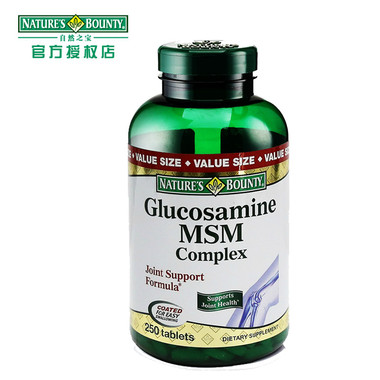 NATURE'S BOUNTY
自然之宝
官方授权店
SIZE • VALUE SIZE • VALUE SIZE
NATURE'S BOUNTY
Glucosamine
MSM
Complex
Joint Support
Formula®
Supports
Joint Health
COATED
FOR EASY
SWALLOWING
250 tablets
DIETARY SUPPLEMENT